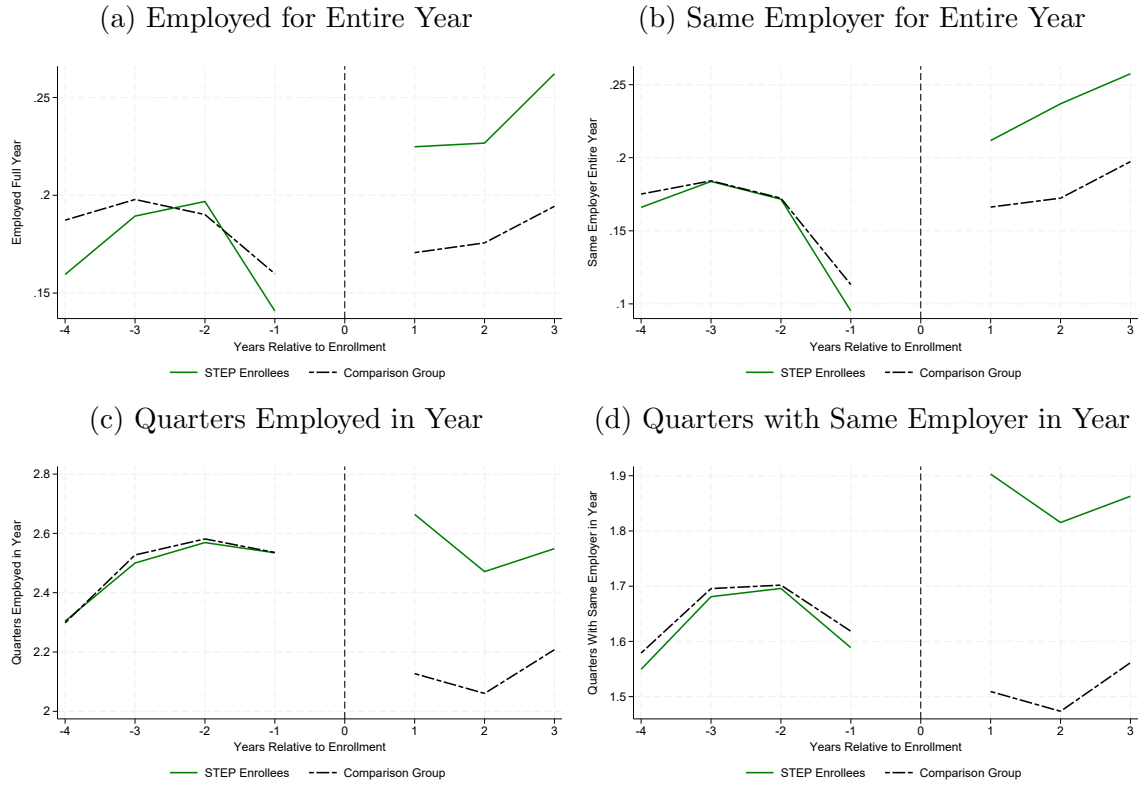 (a) Employed for Entire Year
Employed Full Year
.25
.2
.15
-4 -3 -2 -1 0 1 2 3
Years Relative to Enrollment
STEP Enrollees Comparison Group
(b) Same Employer for Entire Year
Same Employer Entire Year
.25
.2
.15
.1
-4 -3 -2 -1 0 1 2 3
Years Relative to Enrollment
STEP Enrollees Comparison Group
(c) Quarters Employed in Year
Quarters Employed in Year
2.8
2.6
2.4
2.2
2
-4 -3 -2 -1 0 1 2 3
Years Relative to Enrollment
STEP Enrollees Comparison Group
(d) Quarters with Same Employer in Year
Quarters With Same Employer in Year
1.9
1.8
1.7
1.6
1.5
-4 -3 -2 -1 0 1 2 3
Years Relative to Enrollment
STEP Enrollees Comparison Group